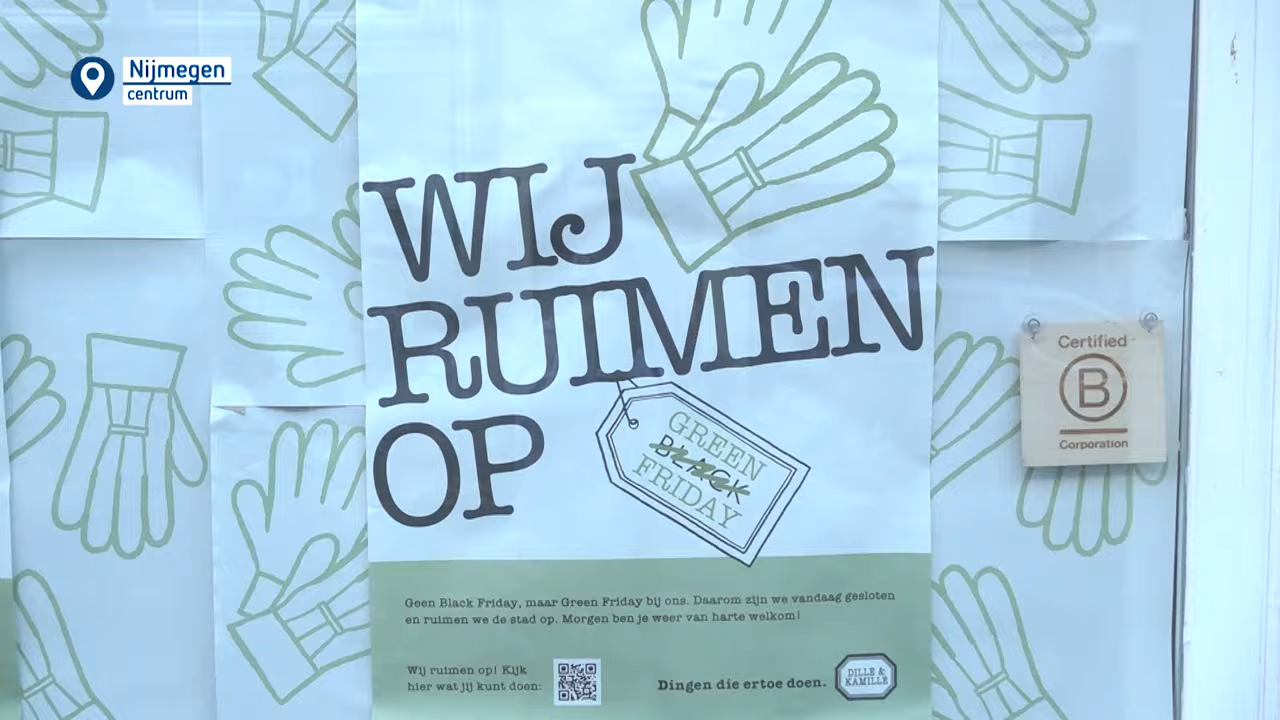 Nijmegen
centrum
WIJ
RUIMEN
OP
GREEN
BLACK
FRIDAY
Certified
B
Corporation
Geen Black Friday, maar Green Friday bij ons. Daarom zijn we vandaag gesloten
en ruimen we de stad op. Morgen ben je weer van harte welkom!
Wij ruimen op! Kijk
hier wat jij kunt doen:
Dingen die ertoe doen.
DILLE &
KAMILLE